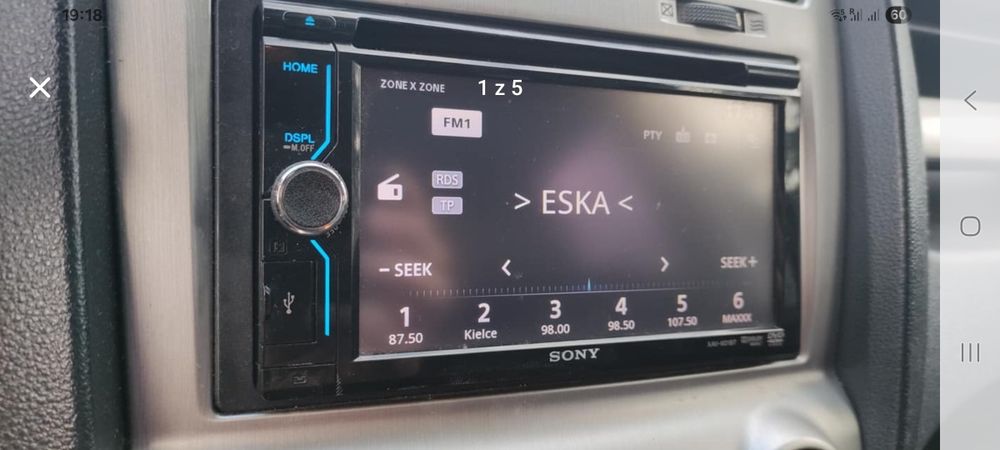 19:18
60
1 z 5
HOME
DSPL
M.OFF
ZONE X ZONE
FM1
PTY
RDS
TP
> ESKA <
− SEEK
SEEK +
1 2 3 4 5 6
87.50 Kielce 98.00 98.50 107.50 MAXXX
SONY